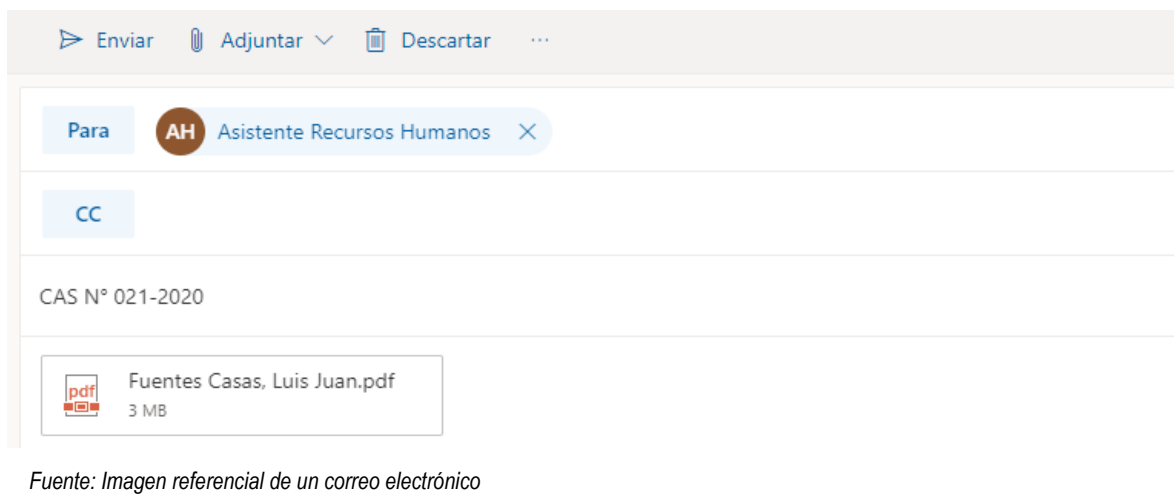 Enviar Adjuntar Descartar ...
Para AH Asistente Recursos Humanos
CC
CAS N° 021-2020
pdf Fuentes Casas, Luis Juan.pdf
3 MB
Fuente: Imagen referencial de un correo electrónico